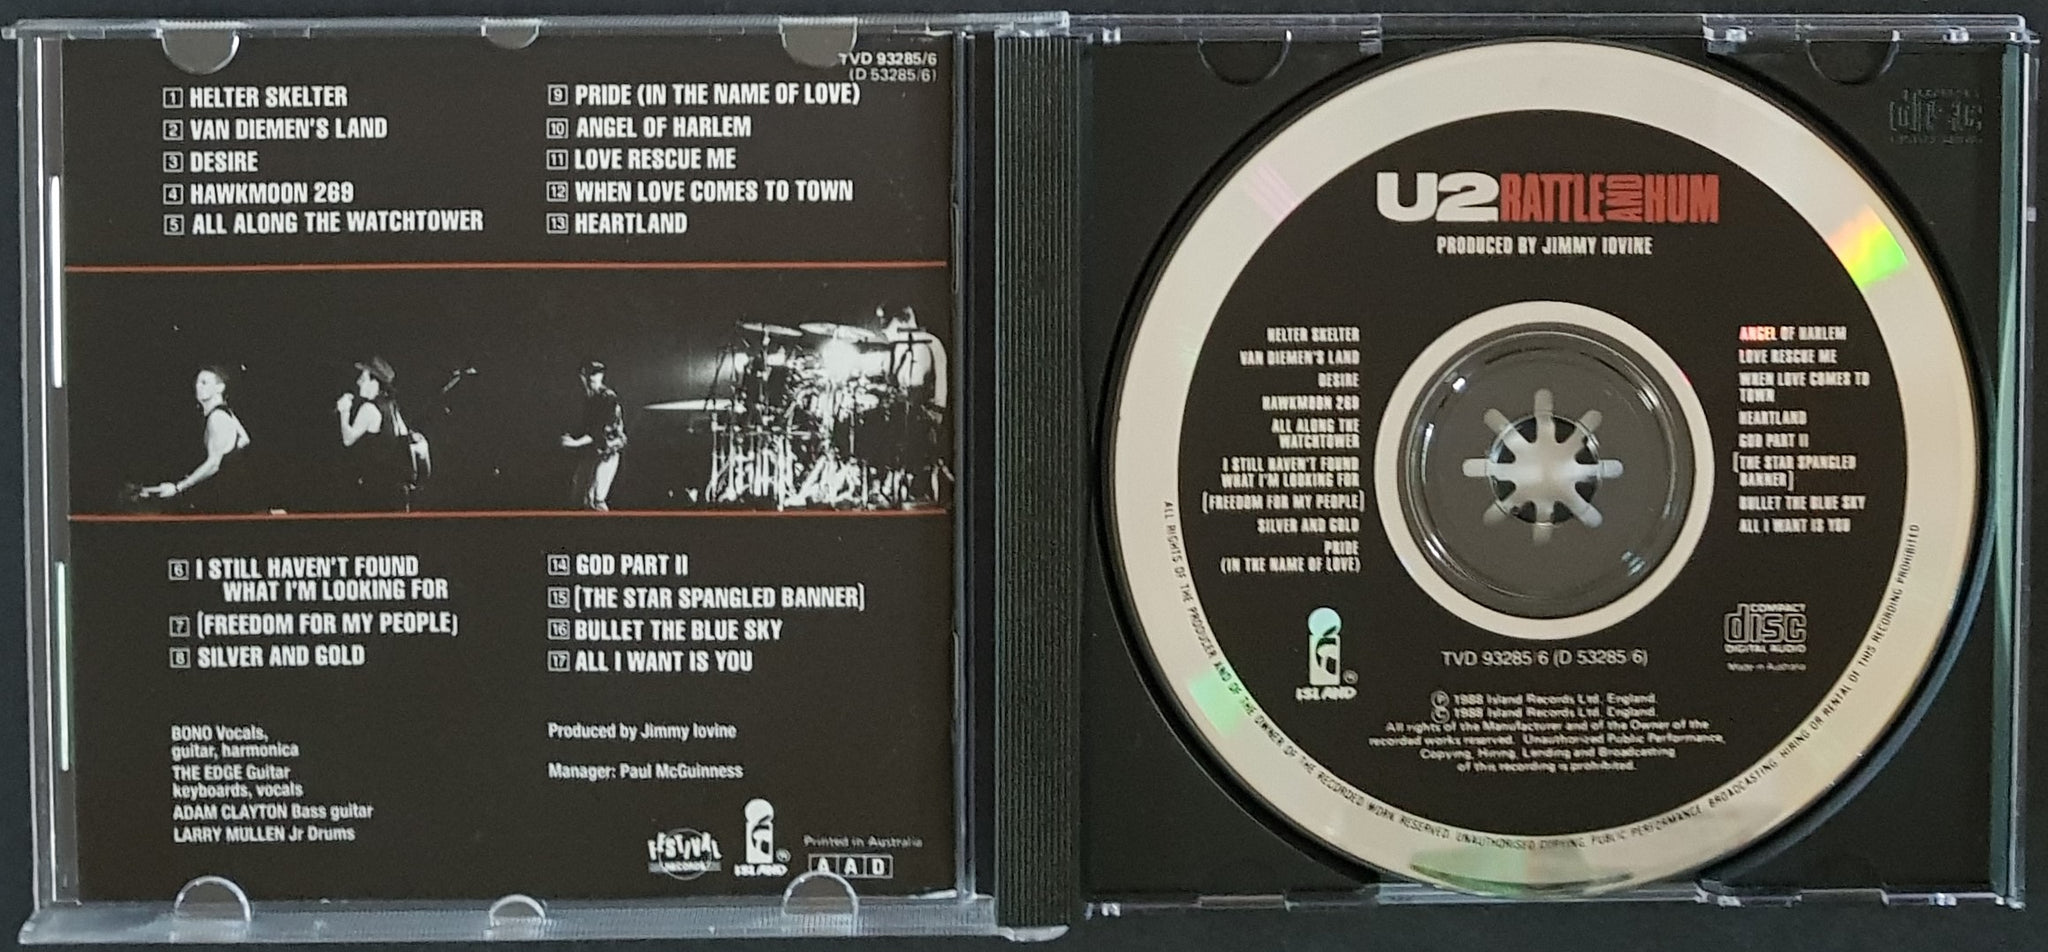 TVD 93285/6
(D 53285/6)
1 HELTER SKELTER
2 VAN DIEMEN'S LAND
3 DESIRE
4 HAWKMOON 269
5 ALL ALONG THE WATCHTOWER
9 PRIDE (IN THE NAME OF LOVE)
10 ANGEL OF HARLEM
11 LOVE RESCUE ME
12 WHEN LOVE COMES TO TOWN
13 HEARTLAND
6 I STILL HAVEN'T FOUND
WHAT I'M LOOKING FOR
7 (FREEDOM FOR MY PEOPLE)
8 SILVER AND GOLD
14 GOD PART II
15 [THE STAR SPANGLED BANNER]
16 BULLET THE BLUE SKY
17 ALL I WANT IS YOU
BONO Vocals,
guitar, harmonica
THE EDGE Guitar
keyboards, vocals
ADAM CLAYTON Bass guitar
LARRY MULLEN Jr Drums
Produced by Jimmy Iovine
Manager: Paul McGuinness
FESTIVAL
RECORDS
ISLAND ®
Printed in Australia
AAD
U2 RATTLE AND HUM
PRODUCED BY JIMMY IOVINE
HELTER SKELTER
VAN DIEMEN'S LAND
DESIRE
HAWKMOON 269
ALL ALONG THE
WATCHTOWER
I STILL HAVEN'T FOUND
WHAT I'M LOOKING FOR
[FREEDOM FOR MY PEOPLE]
SILVER AND GOLD
PRIDE
(IN THE NAME OF LOVE)
ANGEL OF HARLEM
LOVE RESCUE ME
WHEN LOVE COMES TO
TOWN
HEARTLAND
GOD PART II
[THE STAR SPANGLED
BANNER]
BULLET THE BLUE SKY
ALL I WANT IS YOU
ISLAND ®
TVD 93285/6 (D 53285/6)
COMPACT
disc
DIGITAL AUDIO
Made in Australia
Ⓟ 1988 Island Records Ltd. England.
© 1988 Island Records Ltd. England.
All rights of the Manufacturer and of the Owner of the
recorded works reserved. Unauthorized Public Performance,
Copying, Hiring, Lending and Broadcasting
of this recording is prohibited.
ALL RIGHTS OF THE PRODUCER AND OF THE OWNER OF THE RECORDED WORK RESERVED. UNAUTHORISED COPYING, PUBLIC PERFORMANCE, BROADCASTING, HIRING OR RENTAL OF THIS RECORDING PROHIBITED